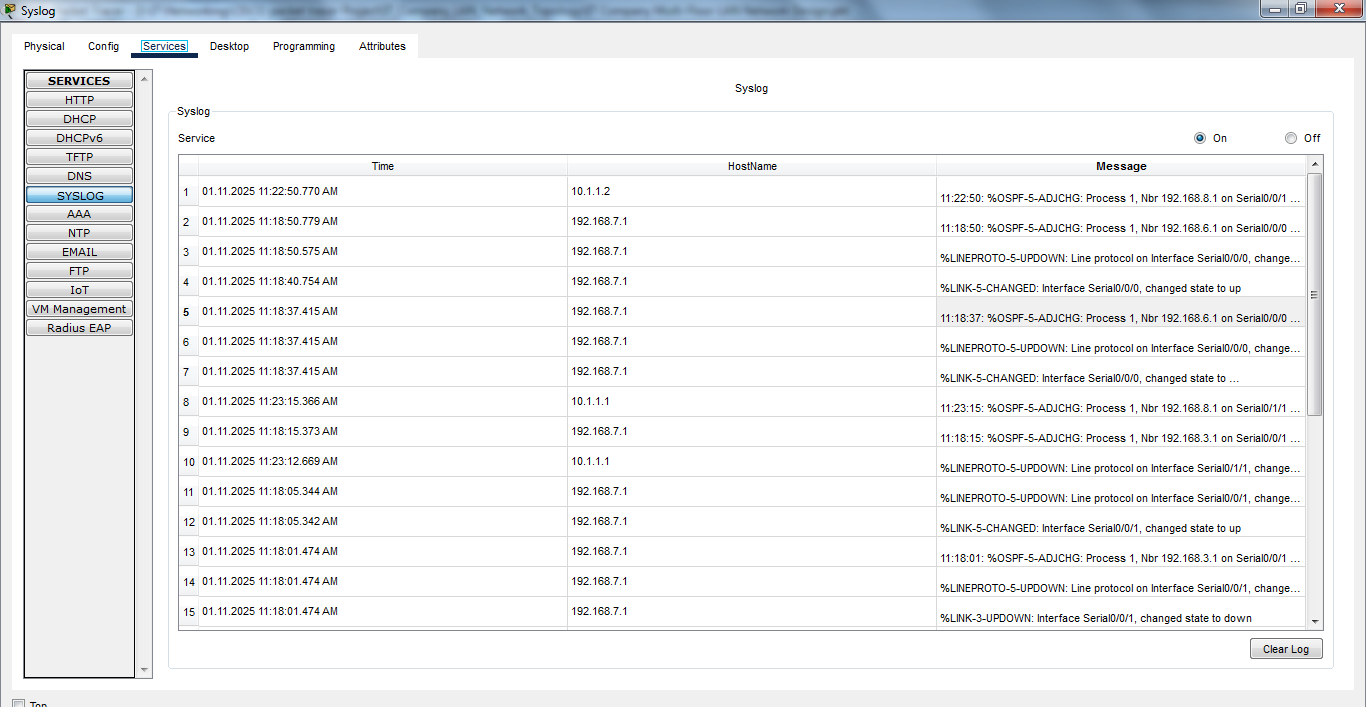 Syslog
Physical Config Services Desktop Programming Attributes
SERVICES
HTTP
DHCP
DHCPv6
TFTP
DNS
SYSLOG
AAA
NTP
EMAIL
FTP
IoT
VM Management
Radius EAP
Syslog
Syslog
Service On Off
Time HostName Message
1 01.11.2025 11:22:50.770 AM 10.1.1.2 11:22:50: %OSPF-5-ADJCHG: Process 1, Nbr 192.168.8.1 on Serial0/0/1 ...
2 01.11.2025 11:18:50.779 AM 192.168.7.1 11:18:50: %OSPF-5-ADJCHG: Process 1, Nbr 192.168.6.1 on Serial0/0/0 ...
3 01.11.2025 11:18:50.575 AM 192.168.7.1 %LINEPROTO-5-UPDOWN: Line protocol on Interface Serial0/0/0, change...
4 01.11.2025 11:18:40.754 AM 192.168.7.1 %LINK-5-CHANGED: Interface Serial0/0/0, changed state to up
5 01.11.2025 11:18:37.415 AM 192.168.7.1 11:18:37: %OSPF-5-ADJCHG: Process 1, Nbr 192.168.6.1 on Serial0/0/0 ...
6 01.11.2025 11:18:37.415 AM 192.168.7.1 %LINEPROTO-5-UPDOWN: Line protocol on Interface Serial0/0/0, change...
7 01.11.2025 11:18:37.415 AM 192.168.7.1 %LINK-5-CHANGED: Interface Serial0/0/0, changed state to ...
8 01.11.2025 11:23:15.366 AM 10.1.1.1 11:23:15: %OSPF-5-ADJCHG: Process 1, Nbr 192.168.8.1 on Serial0/1/1 ...
9 01.11.2025 11:18:15.373 AM 192.168.7.1 11:18:15: %OSPF-5-ADJCHG: Process 1, Nbr 192.168.3.1 on Serial0/0/1 ...
10 01.11.2025 11:23:12.669 AM 10.1.1.1 %LINEPROTO-5-UPDOWN: Line protocol on Interface Serial0/1/1, change...
11 01.11.2025 11:18:05.344 AM 192.168.7.1 %LINEPROTO-5-UPDOWN: Line protocol on Interface Serial0/0/1, change...
12 01.11.2025 11:18:05.342 AM 192.168.7.1 %LINK-5-CHANGED: Interface Serial0/0/1, changed state to up
13 01.11.2025 11:18:01.474 AM 192.168.7.1 11:18:01: %OSPF-5-ADJCHG: Process 1, Nbr 192.168.3.1 on Serial0/0/1 ...
14 01.11.2025 11:18:01.474 AM 192.168.7.1 %LINEPROTO-5-UPDOWN: Line protocol on Interface Serial0/0/1, change...
15 01.11.2025 11:18:01.474 AM 192.168.7.1 %LINK-3-UPDOWN: Interface Serial0/0/1, changed state to down
Clear Log
Top